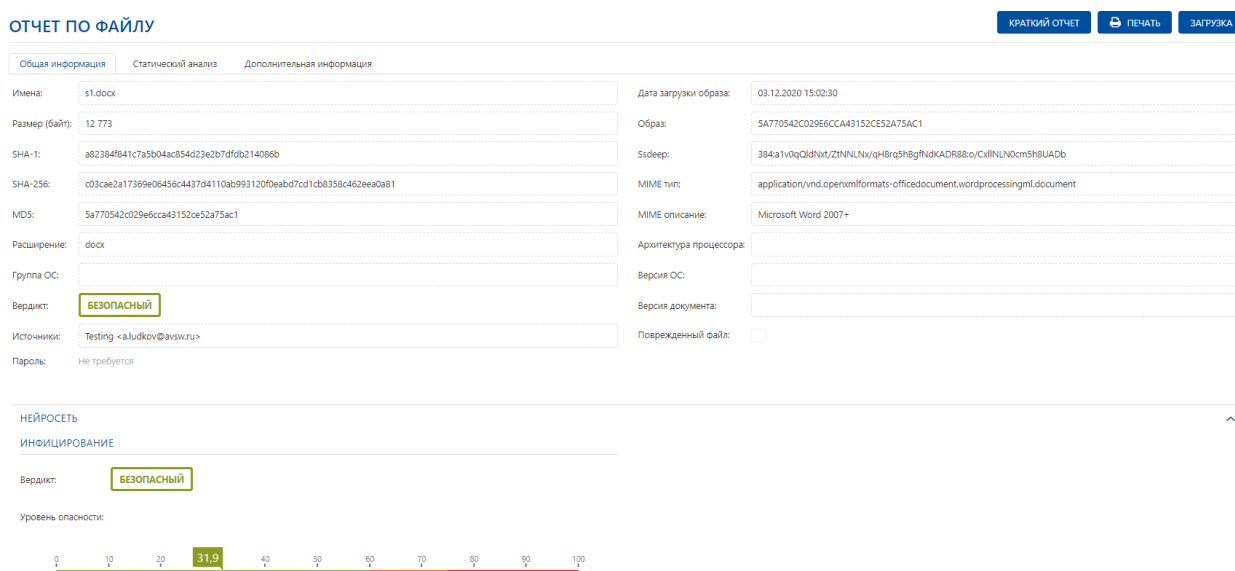 ОТЧЕТ ПО ФАЙЛУ
КРАТКИЙ ОТЧЕТ
ПЕЧАТЬ
ЗАГРУЗКА
Общая информация
Статический анализ
Дополнительная информация
Имена: s1.docx
Дата загрузки образа: 03.12.2020 15:02:30
Размер (байт): 12 773
Образ: 5A770542C029E6CCA43152CE52A75AC1
SHA-1: a82384f841c7a5b04ac854d23e2b7dfdb214086b
Ssdeep: 384:a1v0qQldNxt/ZtNNLNx/qH8rq5hBgfNdKADR88:o/CxllNLN0cm5h8UADb
SHA-256: c03cae2a17369e06456c4437d4110ab993120f0eabd7cd1cb8358c462eea0a81
MIME тип: application/vnd.openxmlformats-officedocument.wordprocessingml.document
MD5: 5a770542c029e6cca43152ce52a75ac1
MIME описание: Microsoft Word 2007+
Расширение: docx
Архитектура процессора:
Группа ОС:
Версия ОС:
Вердикт: БЕЗОПАСНЫЙ
Версия документа:
Источники: Testing <a.ludkov@avsw.ru>
Поврежденный файл:
Пароль: Не требуется
НЕЙРОСЕТЬ
ИНФИЦИРОВАНИЕ
Вердикт: БЕЗОПАСНЫЙ
Уровень опасности:
0 10 20 31,9 40 50 60 70 80 90 100